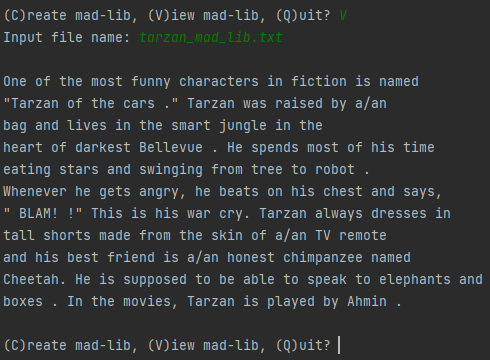 (C)reate mad-lib, (V)iew mad-lib, (Q)uit? V
Input file name: tarzan_mad_lib.txt
One of the most funny characters in fiction is named
"Tarzan of the cars ." Tarzan was raised by a/an
bag and lives in the smart jungle in the
heart of darkest Bellevue . He spends most of his time
eating stars and swinging from tree to robot .
Whenever he gets angry, he beats on his chest and says,
" BLAM! !" This is his war cry. Tarzan always dresses in
tall shorts made from the skin of a/an TV remote
and his best friend is a/an honest chimpanzee named
Cheetah. He is supposed to be able to speak to elephants and
boxes . In the movies, Tarzan is played by Ahmin .
(C)reate mad-lib, (V)iew mad-lib, (Q)uit?